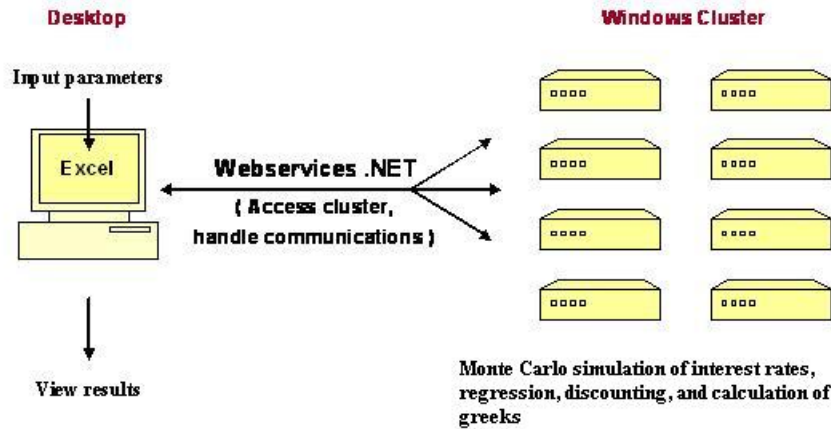 Desktop
Windows Cluster
Input parameters
Excel
Webservices .NET
( Access cluster,
handle communications )
View results
Monte Carlo simulation of interest rates,
regression, discounting, and calculation of
greeks